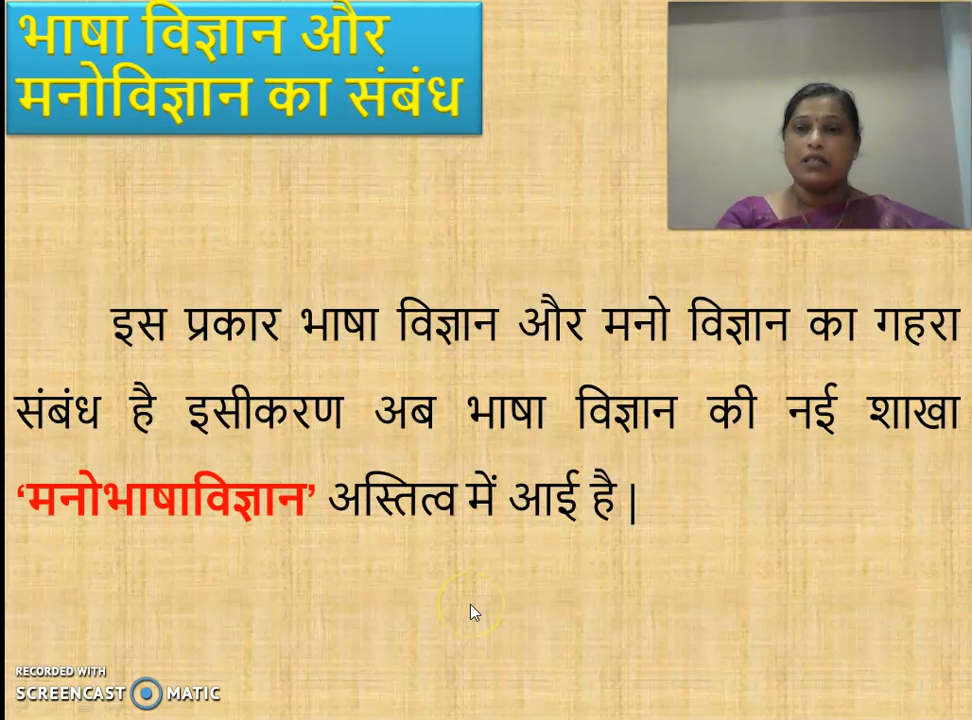 भाषा विज्ञान और
मनोविज्ञान का संबंध
इस प्रकार भाषा विज्ञान और मनो विज्ञान का गहरा
संबंध है इसीकरण अब भाषा विज्ञान की नई शाखा
‘मनोभाषाविज्ञान’ अस्तित्व में आई है |
RECORDED WITH
SCREENCAST MATIC